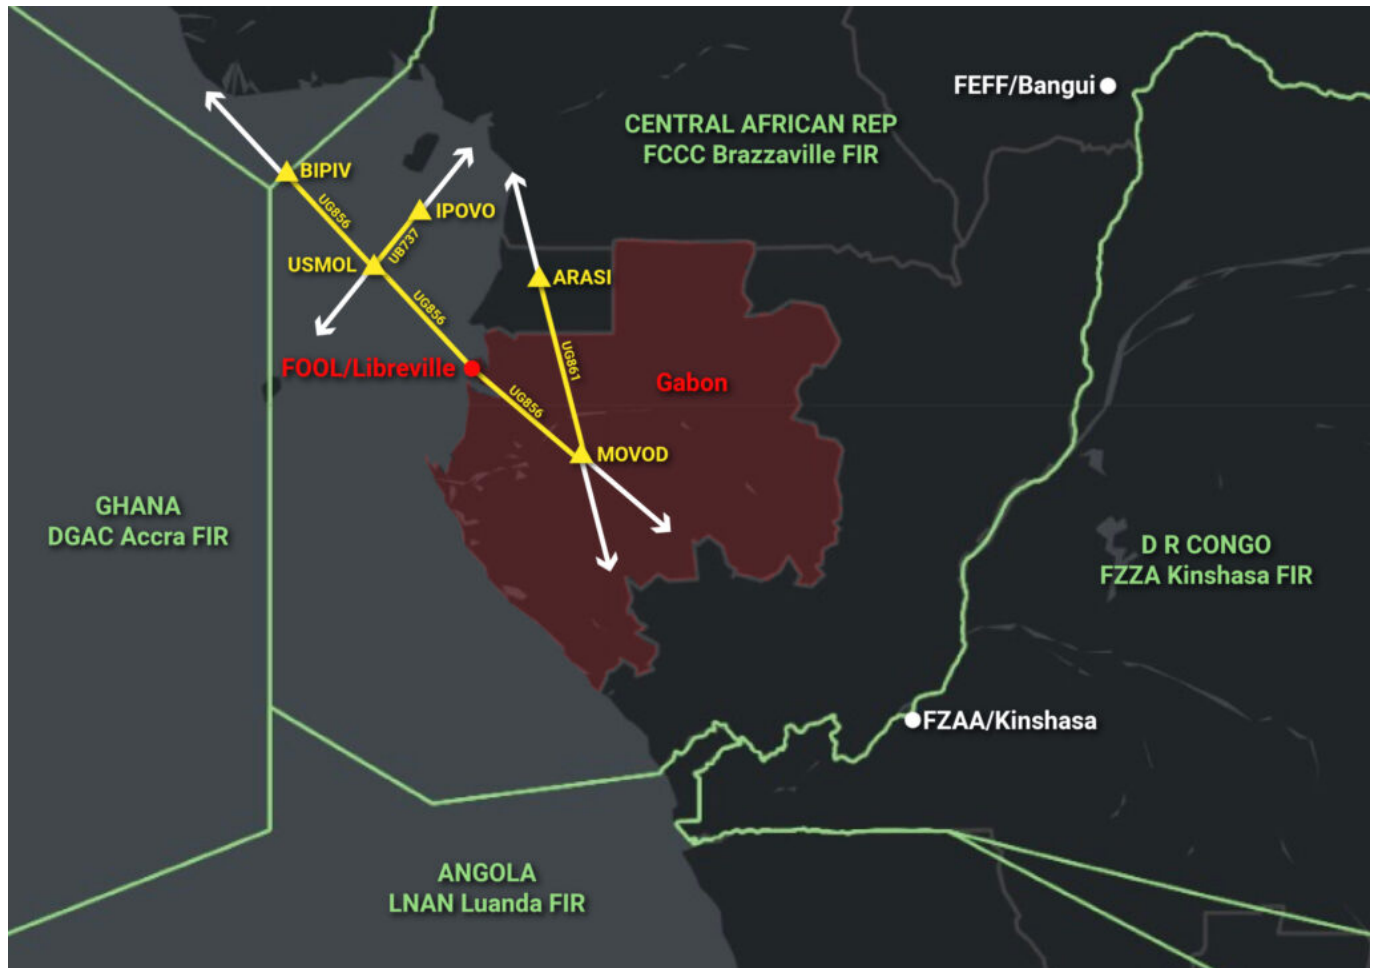 FEFF/Bangui
CENTRAL AFRICAN REP
FCCC Brazzaville FIR
BIPIV
UG856
IPOVO
UB737
USMOL
ARASI
UG856
UG861
FOOL/Libreville
Gabon
UG856
MOVOD
GHANA
DGAC Accra FIR
D R CONGO
FZZA Kinshasa FIR
FZAA/Kinshasa
ANGOLA
LNAN Luanda FIR